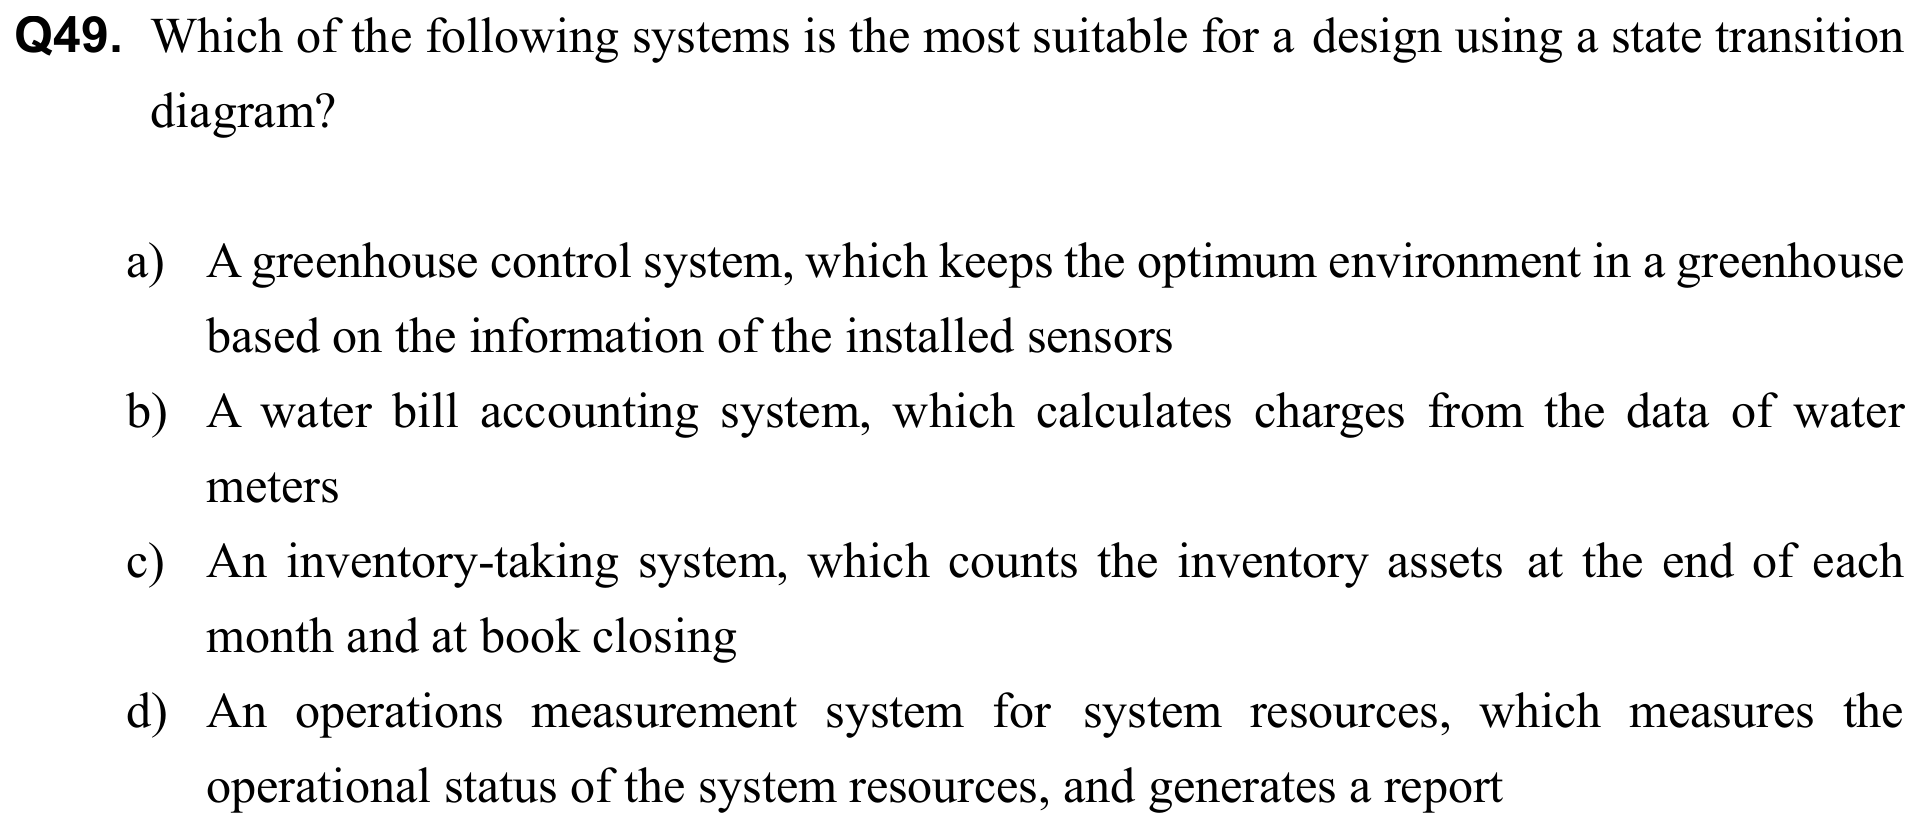 Q49. Which of the following systems is the most suitable for a design using a state transition
diagram?
a) A greenhouse control system, which keeps the optimum environment in a greenhouse
based on the information of the installed sensors
b) A water bill accounting system, which calculates charges from the data of water
meters
c) An inventory-taking system, which counts the inventory assets at the end of each
month and at book closing
d) An operations measurement system for system resources, which measures the
operational status of the system resources, and generates a report